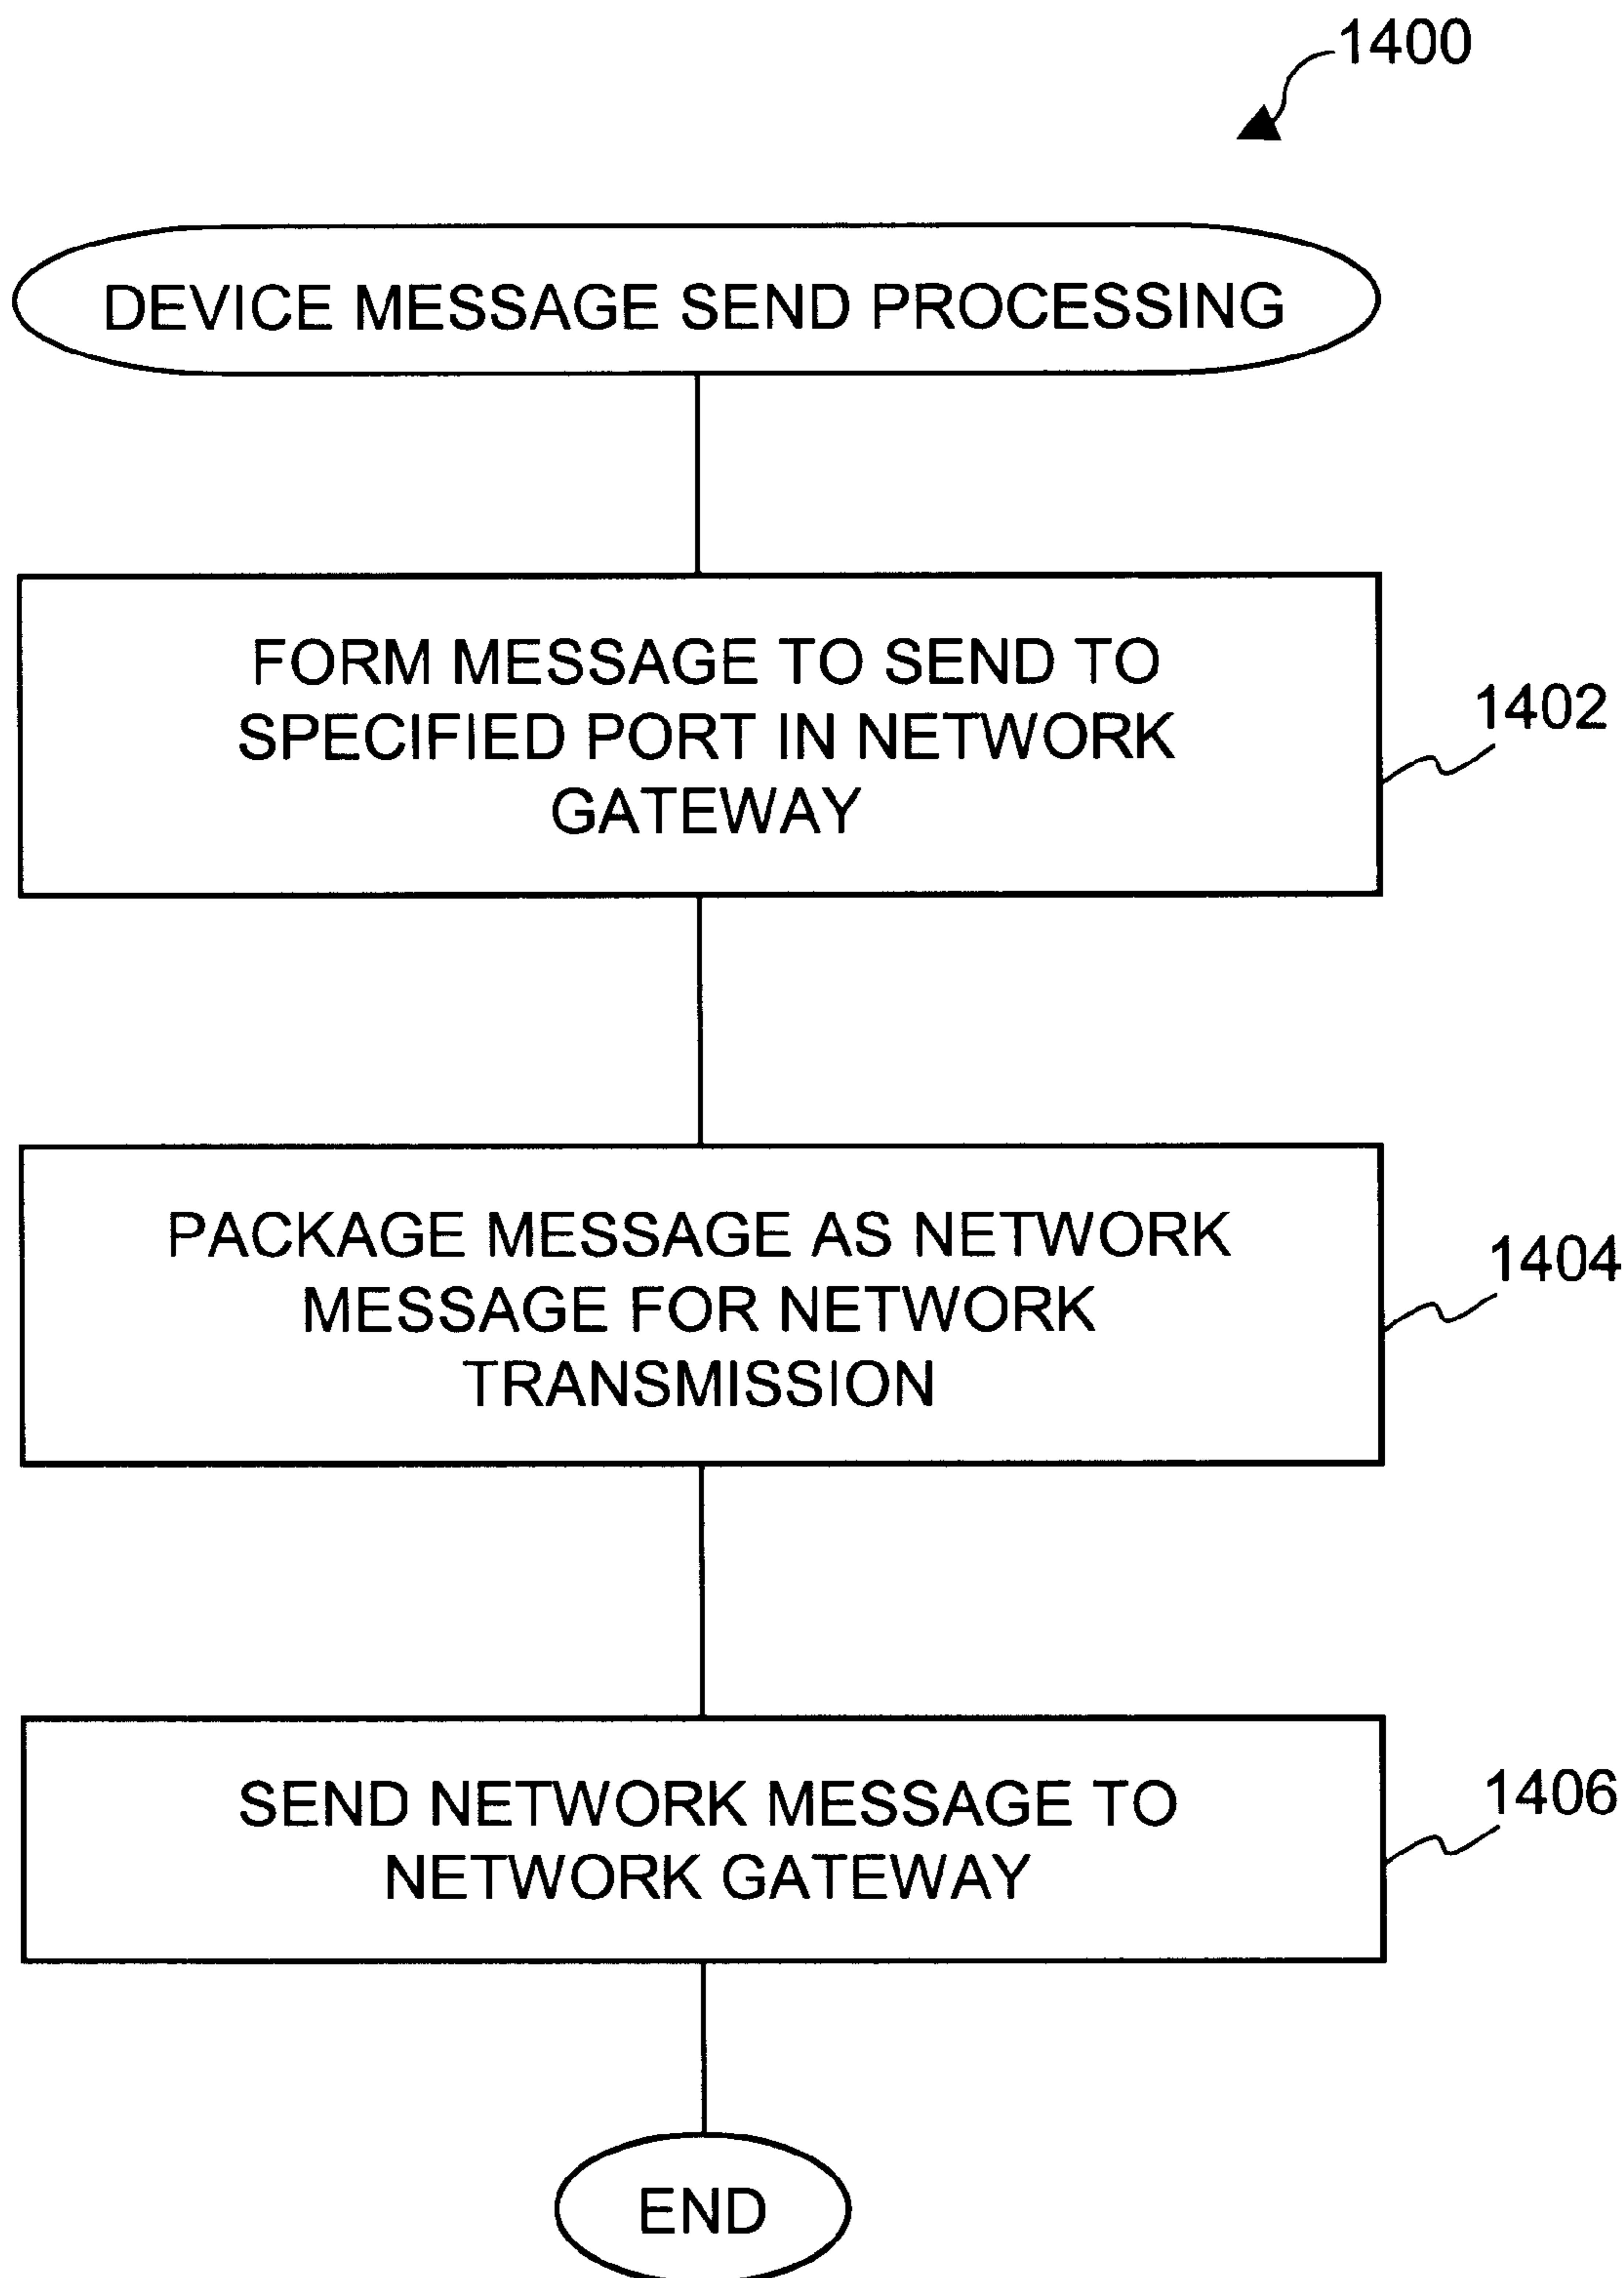 1400
DEVICE MESSAGE SEND PROCESSING
FORM MESSAGE TO SEND TO
SPECIFIED PORT IN NETWORK
GATEWAY
1402
PACKAGE MESSAGE AS NETWORK
MESSAGE FOR NETWORK
TRANSMISSION
1404
SEND NETWORK MESSAGE TO
NETWORK GATEWAY
1406
END